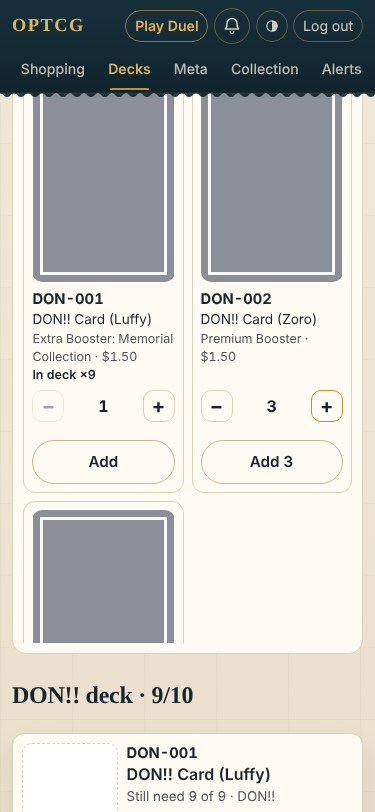 OPTCG
Play Duel
Log out
Shopping
Decks
Meta
Collection
Alerts
DON-001
DON!! Card (Luffy)
Extra Booster: Memorial
Collection · $1.50
In deck ×9
− 1 +
Add
DON-002
DON!! Card (Zoro)
Premium Booster ·
$1.50
− 3 +
Add 3
DON!! deck · 9/10
DON-001
DON!! Card (Luffy)
Still need 9 of 9 · DON!!